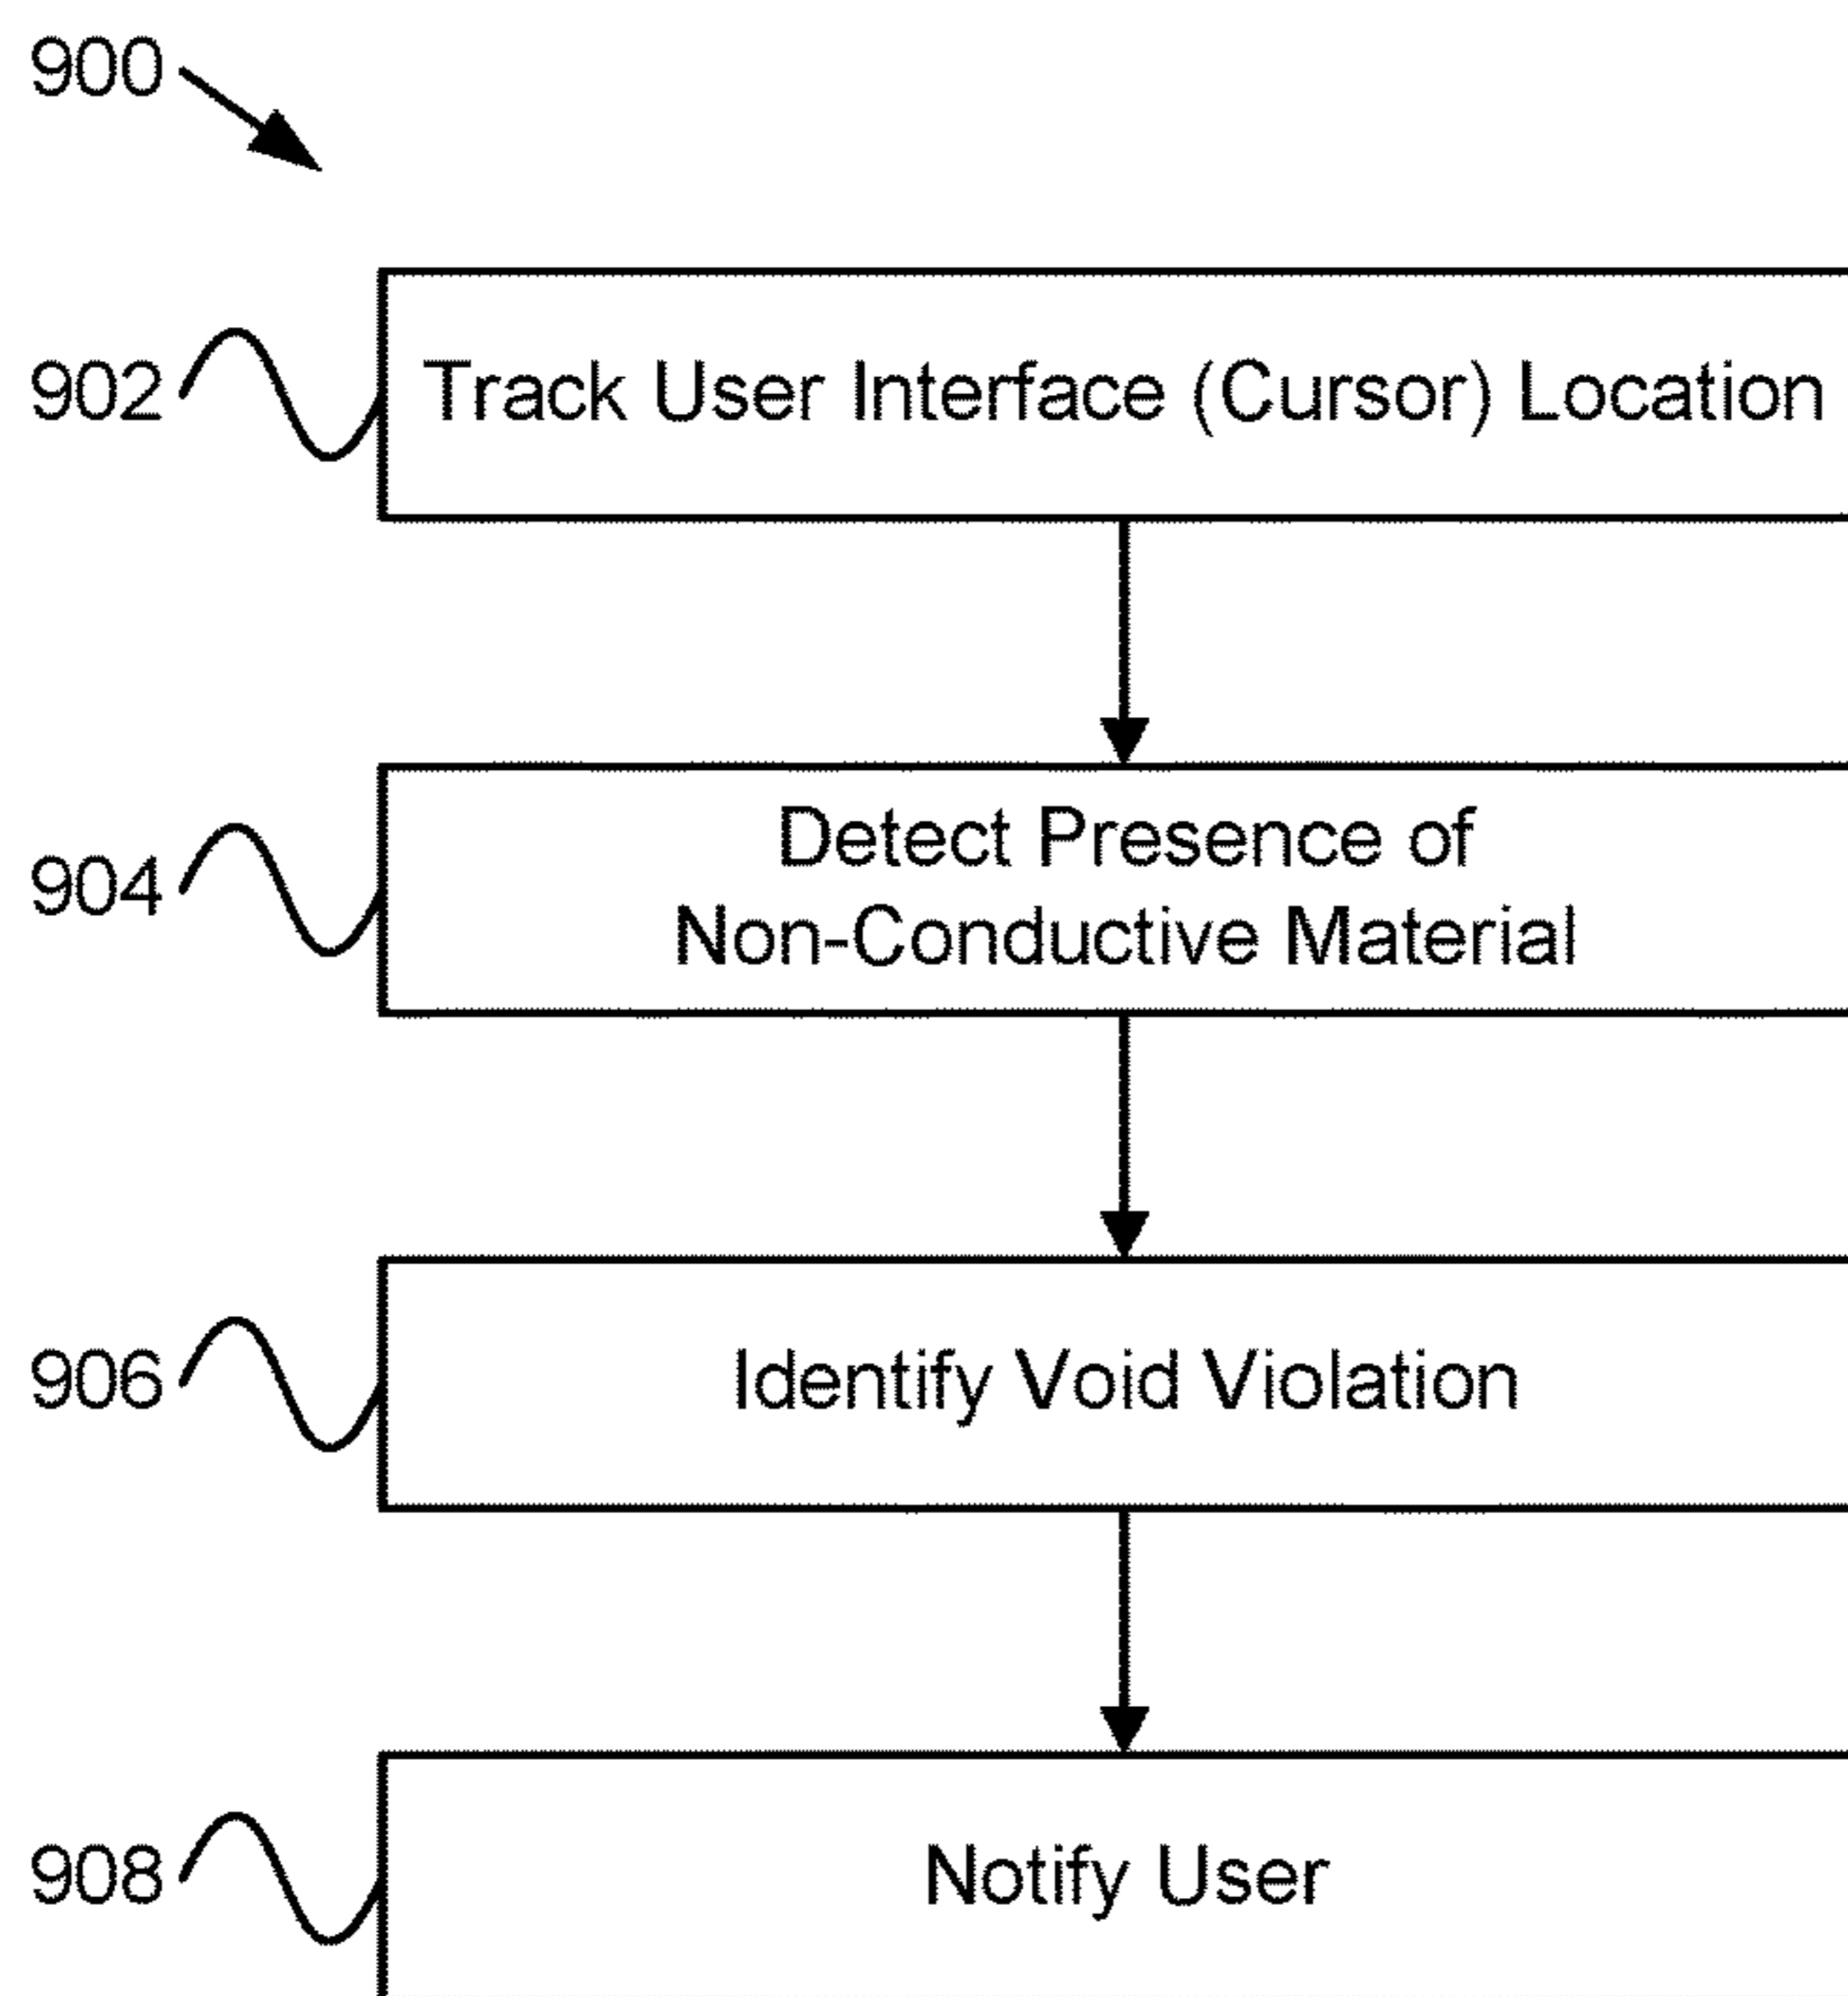 900
902 Track User Interface (Cursor) Location
904 Detect Presence of
Non-Conductive Material
906 Identify Void Violation
908 Notify User